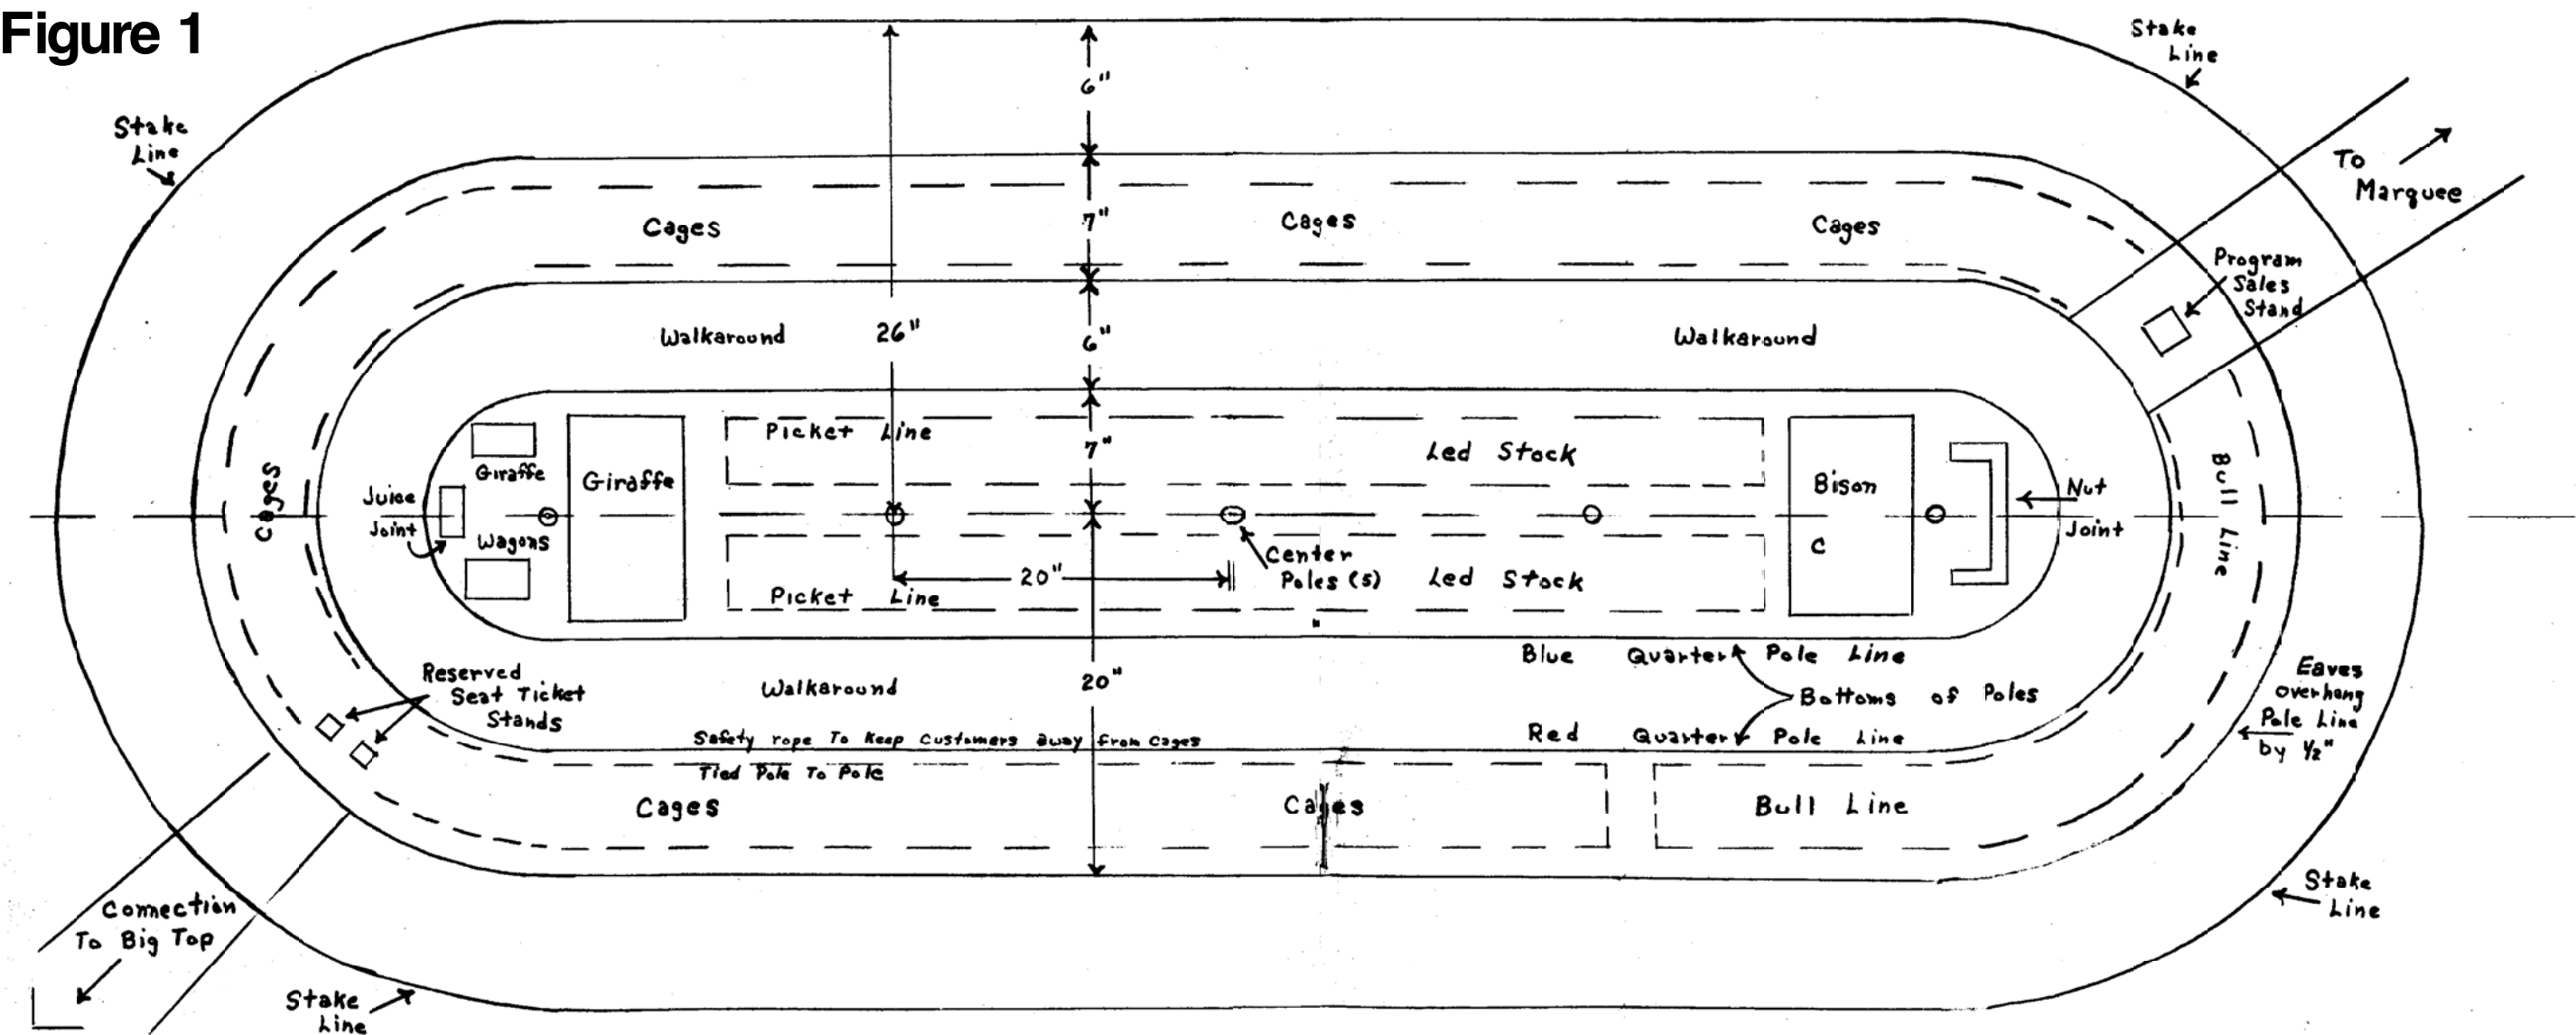 Figure 1
Stake
Line
6"
Stake
Line
To
Marquee
Cages
7"
Cages
Cages
Program
Sales
Stand
Walkaround
26"
6"
Walkaround
Picket Line
7"
Led Stock
Giraffe
Giraffe
Bison
C
Juice
Joint
Wagons
Cages
Nut
Joint
Bull Line
Center
Poles (5)
20"
Picket Line
Led Stock
Blue Quarter Pole Line
Bottoms of Poles
Red Quarter Pole Line
Eaves
overhang
Pole Line
by 1/2"
Reserved
Seat Ticket
Stands
Walkaround
20"
Safety rope To Keep Customers away from cages
Tied Pole To Pole
Cages
Cages
Bull Line
Connection
To Big Top
Stake
Line
Stake
Line